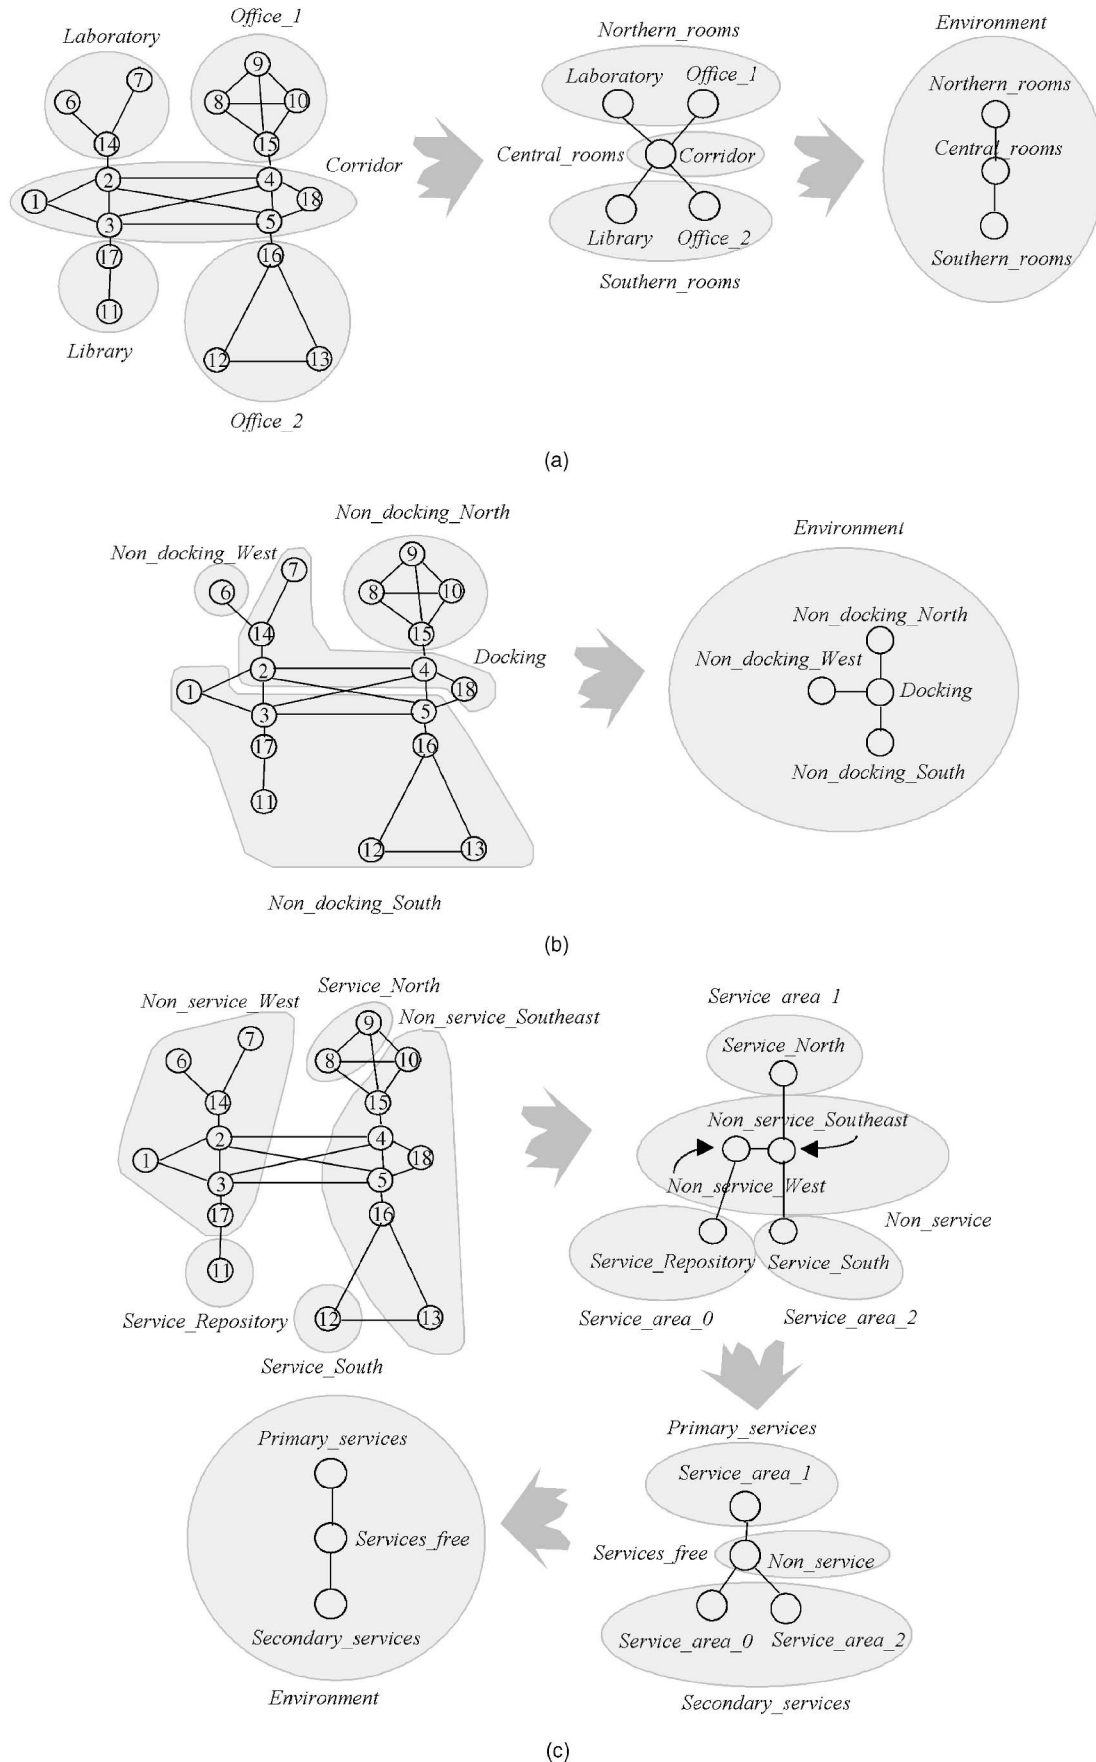 Office_1
Laboratory
7
9
6
8
10
14
15
Corridor
2
4
1
18
3
5
17
16
11
Library
12
13
Office_2
Northern_rooms
Laboratory
Office_1
Central_rooms
Corridor
Library
Office_2
Southern_rooms
Environment
Northern_rooms
Central_rooms
Southern_rooms
(a)
Non_docking_North
Non_docking_West
9
7
6
8
10
14
15
Docking
2
4
1
18
3
5
17
16
11
12
13
Non_docking_South
Environment
Non_docking_North
Non_docking_West
Docking
Non_docking_South
(b)
Service_North
Non_service_West
Non_service_Southeast
9
7
6
8
10
14
15
2
4
1
18
3
5
17
16
11
Service_Repository
12
13
Service_South
Service_area_1
Service_North
Non_service_Southeast
Non_service_West
Non_service
Service_Repository
Service_South
Service_area_0
Service_area_2
Primary_services
Service_area_1
Services_free
Non_service
Service_area_0
Service_area_2
Secondary_services
Primary_services
Services_free
Secondary_services
Environment
(c)